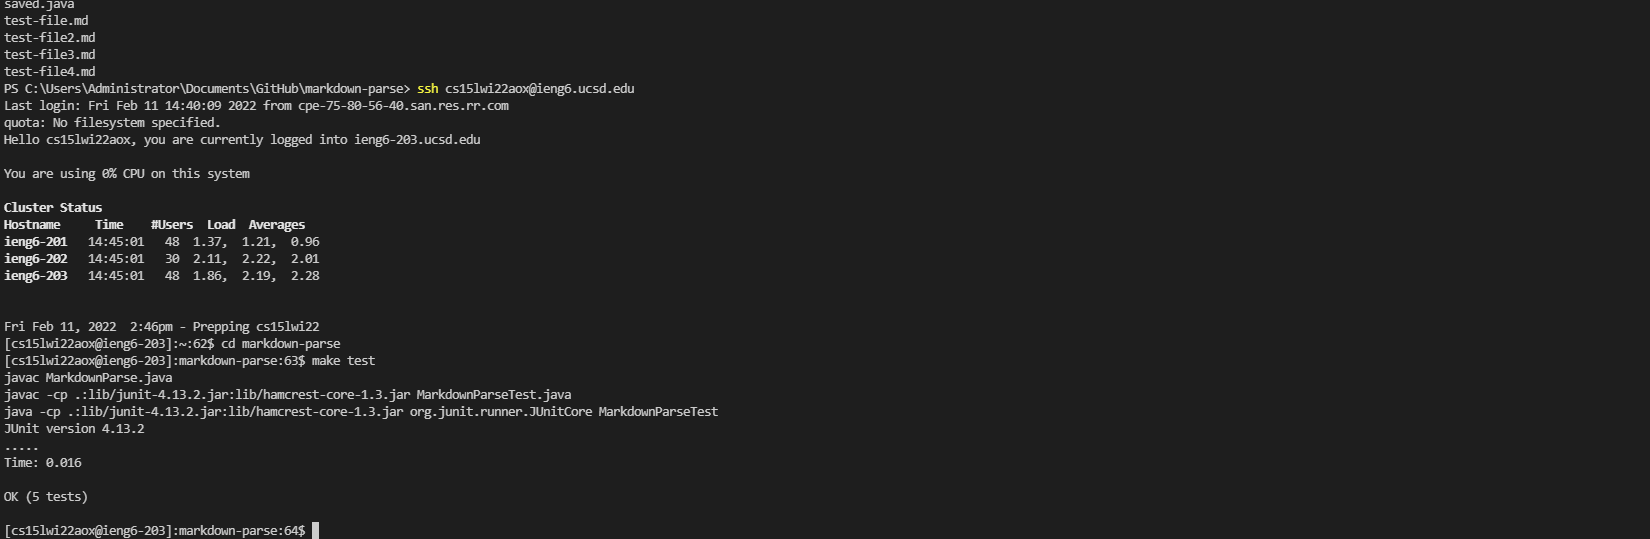 saved.java
test-file.md
test-file2.md
test-file3.md
test-file4.md
PS C:\Users\Administrator\Documents\GitHub\markdown-parse> ssh cs15lwi22aox@ieng6.ucsd.edu
Last login: Fri Feb 11 14:40:09 2022 from cpe-75-80-56-40.san.res.rr.com
quota: No filesystem specified.
Hello cs15lwi22aox, you are currently logged into ieng6-203.ucsd.edu

You are using 0% CPU on this system

Cluster Status
Hostname     Time    #Users  Load  Averages
ieng6-201   14:45:01   48  1.37,  1.21,  0.96
ieng6-202   14:45:01   30  2.11,  2.22,  2.01
ieng6-203   14:45:01   48  1.86,  2.19,  2.28


Fri Feb 11, 2022  2:46pm - Prepping cs15lwi22
[cs15lwi22aox@ieng6-203]:~:62$ cd markdown-parse
[cs15lwi22aox@ieng6-203]:markdown-parse:63$ make test
javac MarkdownParse.java
javac -cp .:lib/junit-4.13.2.jar:lib/hamcrest-core-1.3.jar MarkdownParseTest.java
java -cp .:lib/junit-4.13.2.jar:lib/hamcrest-core-1.3.jar org.junit.runner.JUnitCore MarkdownParseTest
JUnit version 4.13.2
.....
Time: 0.016

OK (5 tests)

[cs15lwi22aox@ieng6-203]:markdown-parse:64$